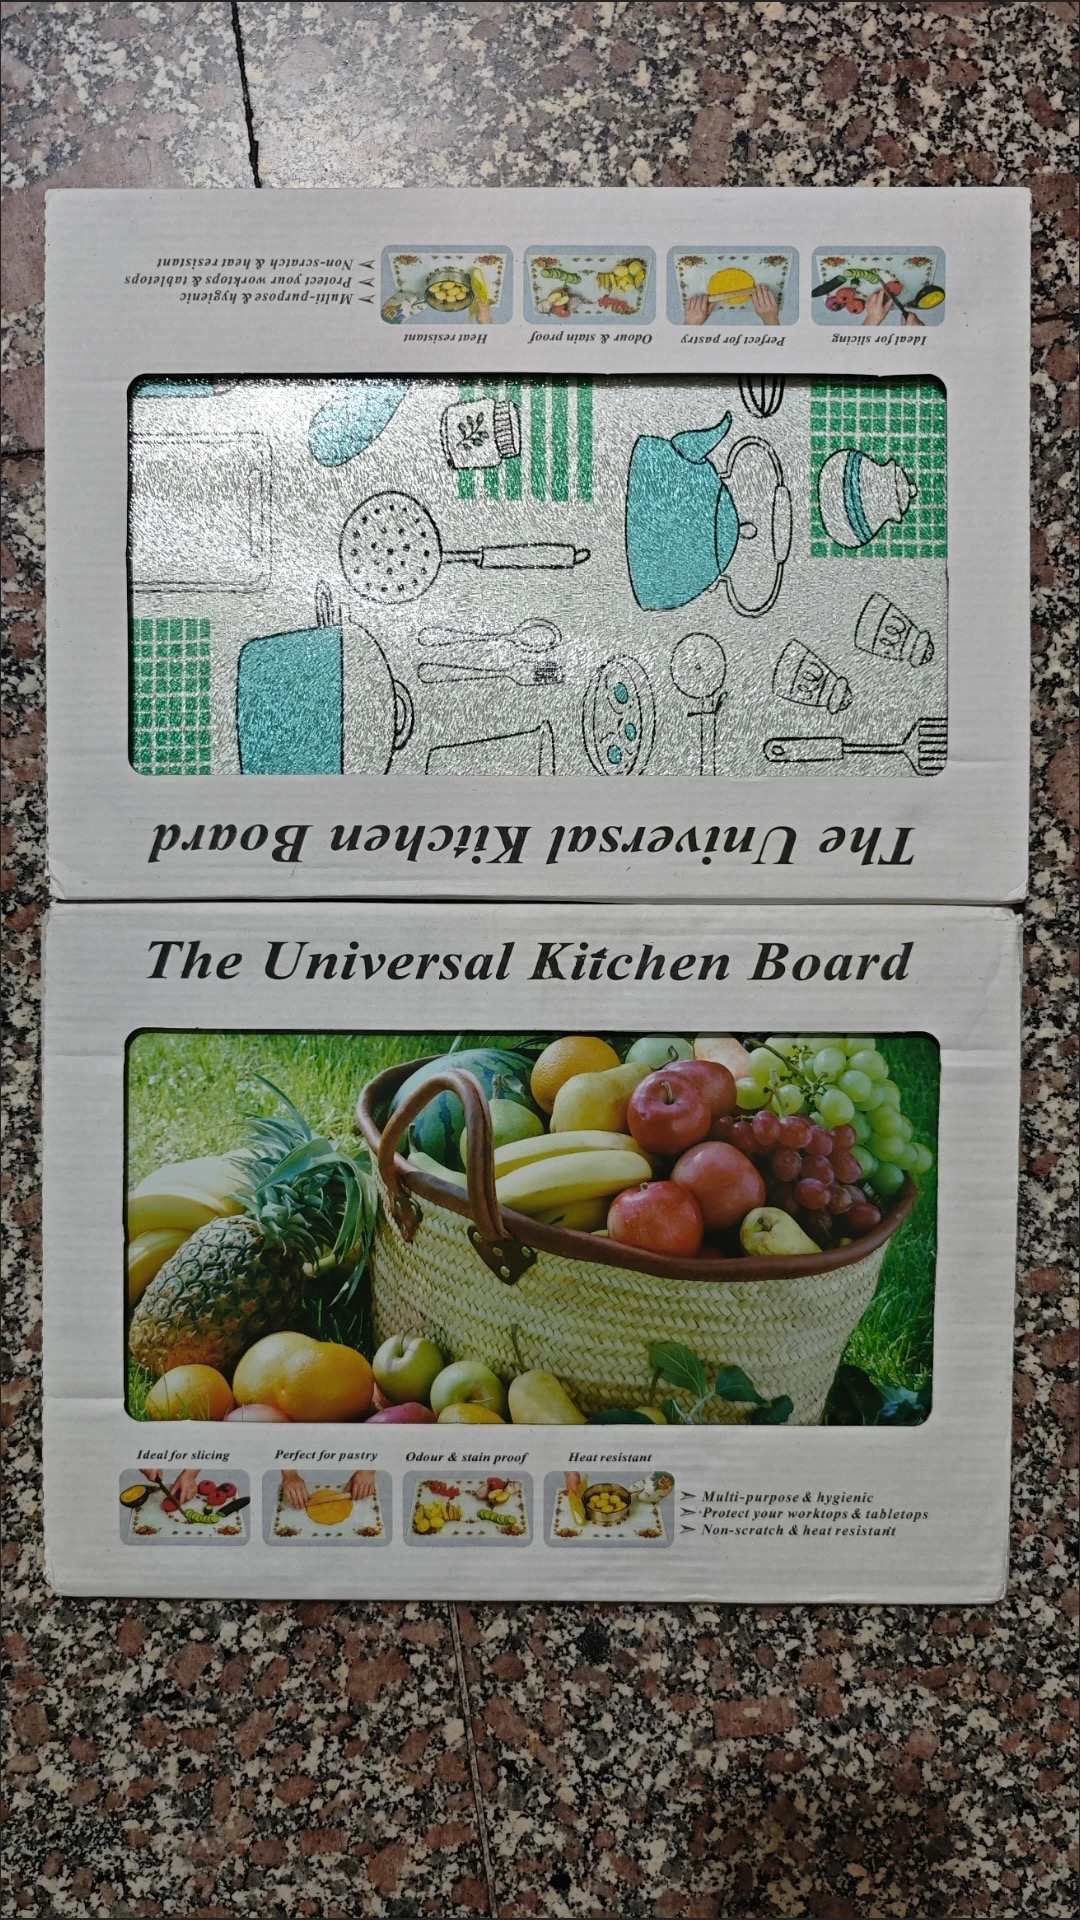 Non-scratch & heat resistant
Protect your worktops & tabletops
Multi-purpose & hygienic
Heat resistant
Odour & stain proof
Perfect for pastry
Ideal for slicing
The Universal Kitchen Board
The Universal Kitchen Board
Ideal for slicing
Perfect for pastry
Odour & stain proof
Heat resistant
Multi-purpose & hygienic
Protect your worktops & tabletops
Non-scratch & heat resistant